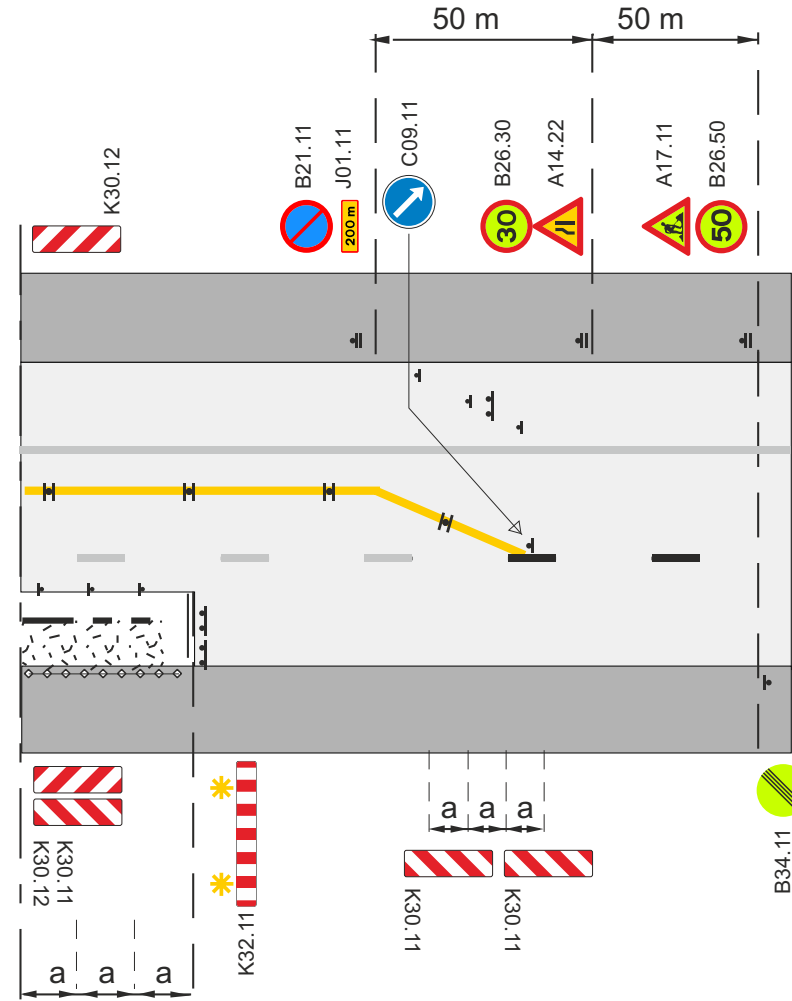 50 m
50 m
K30.12
B21.11
J01.11
200 m
C09.11
B26.30
30
A14.22
A17.11
B26.50
50
K30.12
K30.11
K32.11
K30.11
K30.11
B34.11
a
a
a
a
a
a